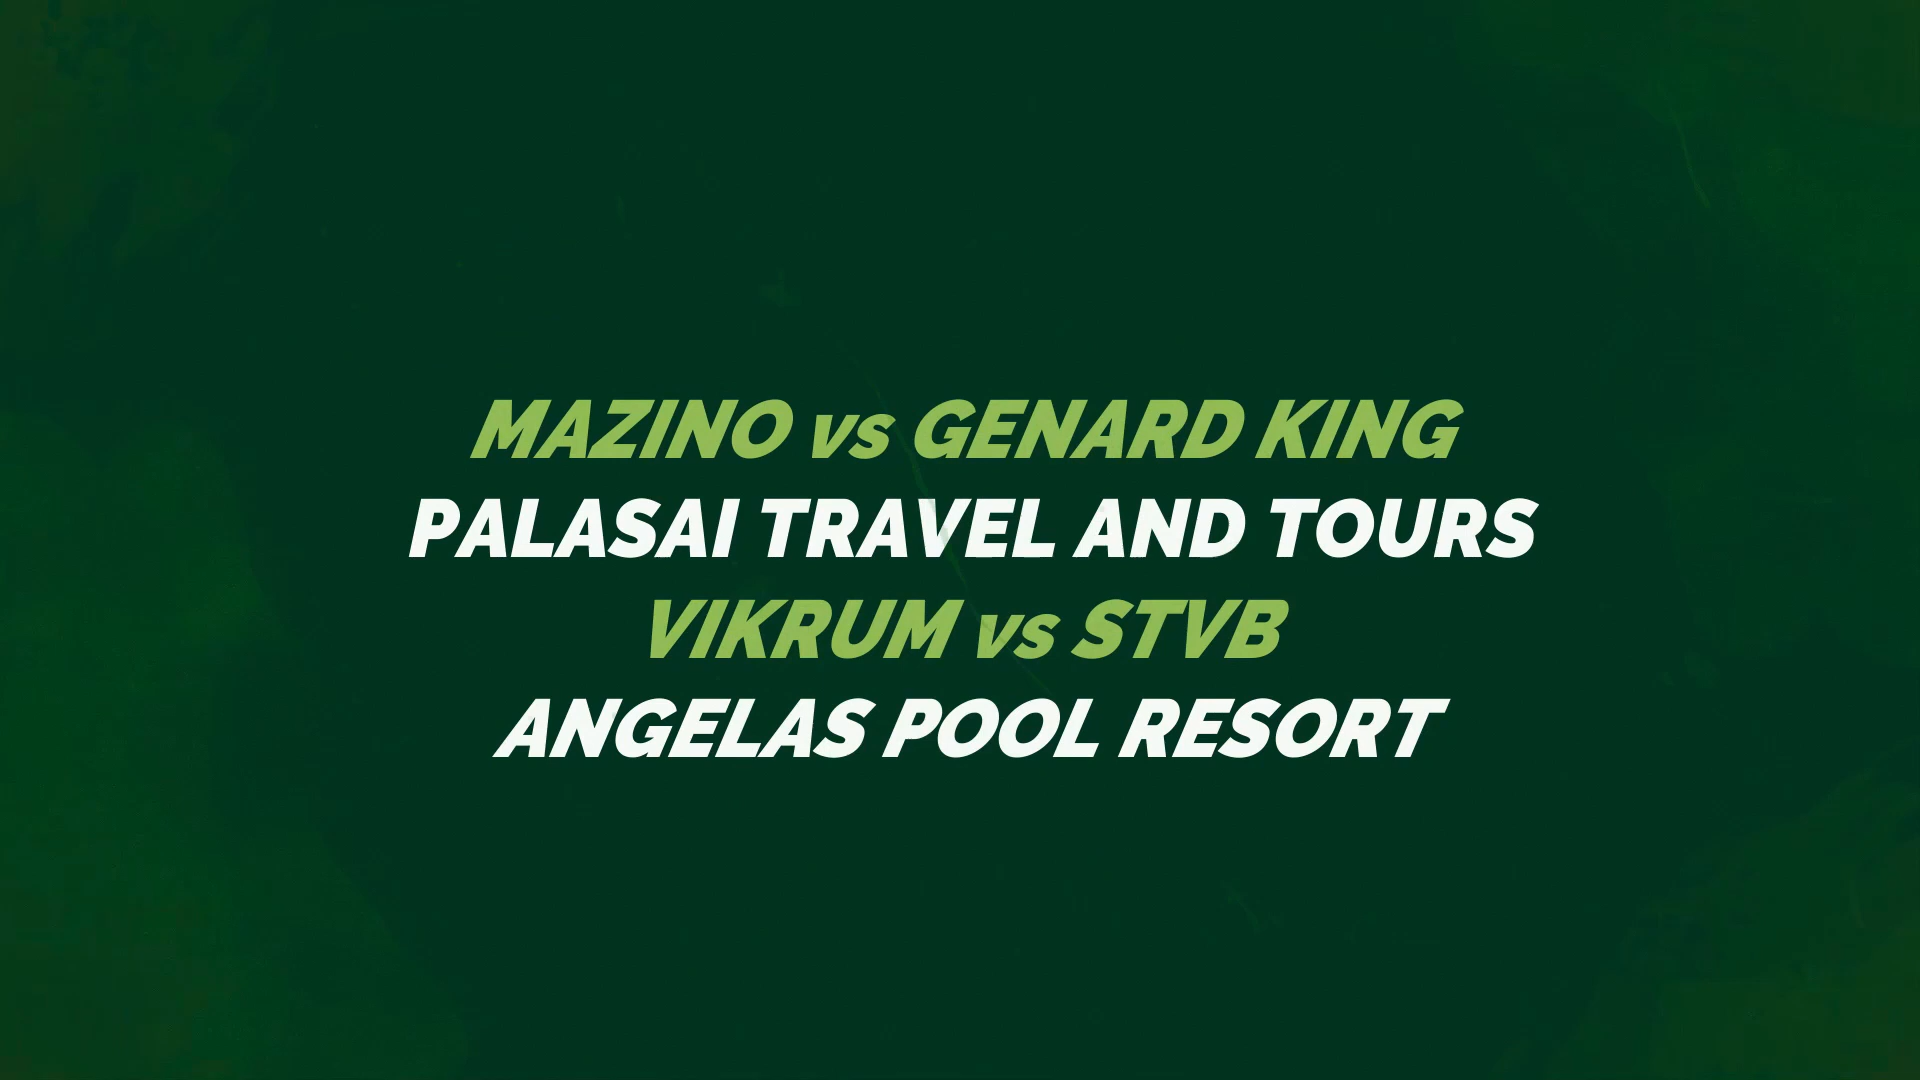 MAZINO vs GENARD KING
PALASAI TRAVEL AND TOURS
VIKRUM vs STVB
ANGELAS POOL RESORT